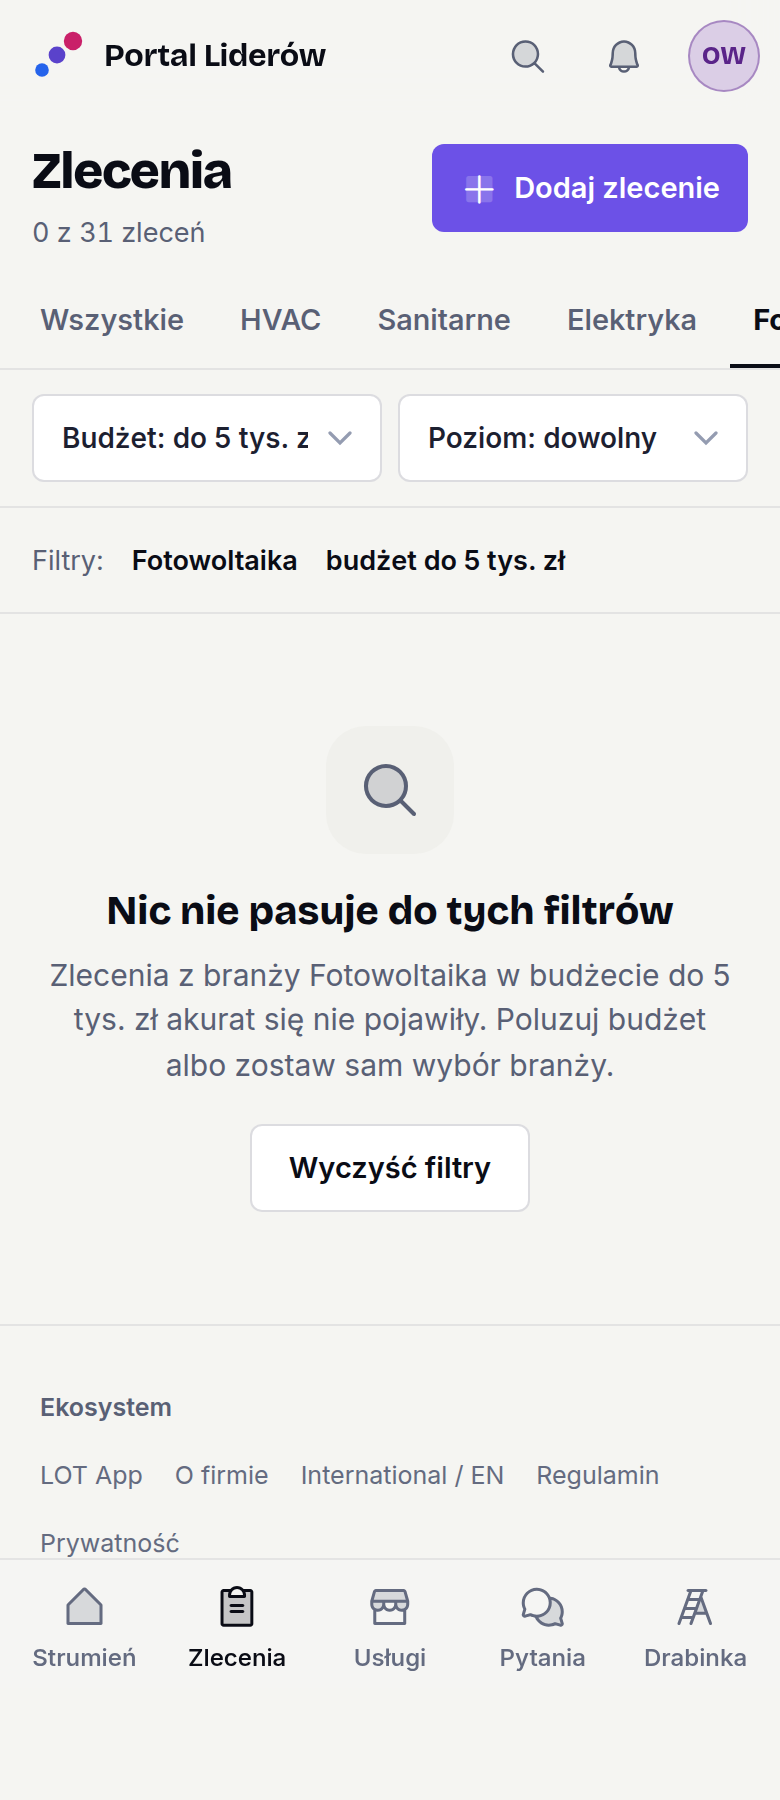 Portal Liderów
OW
Zlecenia
Dodaj zlecenie
0 z 31 zleceń
Wszystkie HVAC Sanitarne Elektryka Fo
Budżet: do 5 tys. z
Poziom: dowolny
Filtry: Fotowoltaika budżet do 5 tys. zł
Nic nie pasuje do tych filtrów
Zlecenia z branży Fotowoltaika w budżecie do 5
tys. zł akurat się nie pojawiły. Poluzuj budżet
albo zostaw sam wybór branży.
Wyczyść filtry
Ekosystem
LOT App O firmie International / EN Regulamin
Prywatność
Strumień Zlecenia Usługi Pytania Drabinka